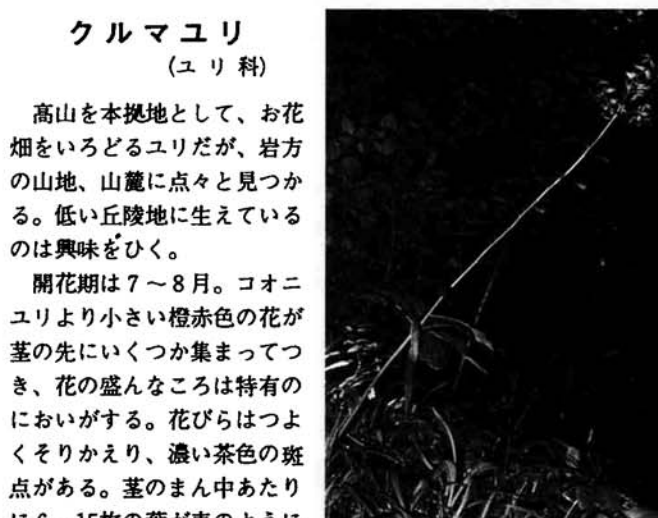 クルマユリ
(ユリ科)
高山を本拠地として、お花
畑をいろどるユリだが、岩方
の山地、山麓に点々と見つか
る。低い丘陵地に生えている
のは興味をひく。
開花期は7〜8月。コオニ
ユリより小さい橙赤色の花が
茎の先にいくつか集まってつ
き、花の盛んなころは特有の
においがする。花びらはつよ
くそりかえり、濃い茶色の斑
点がある。茎のまん中あたり